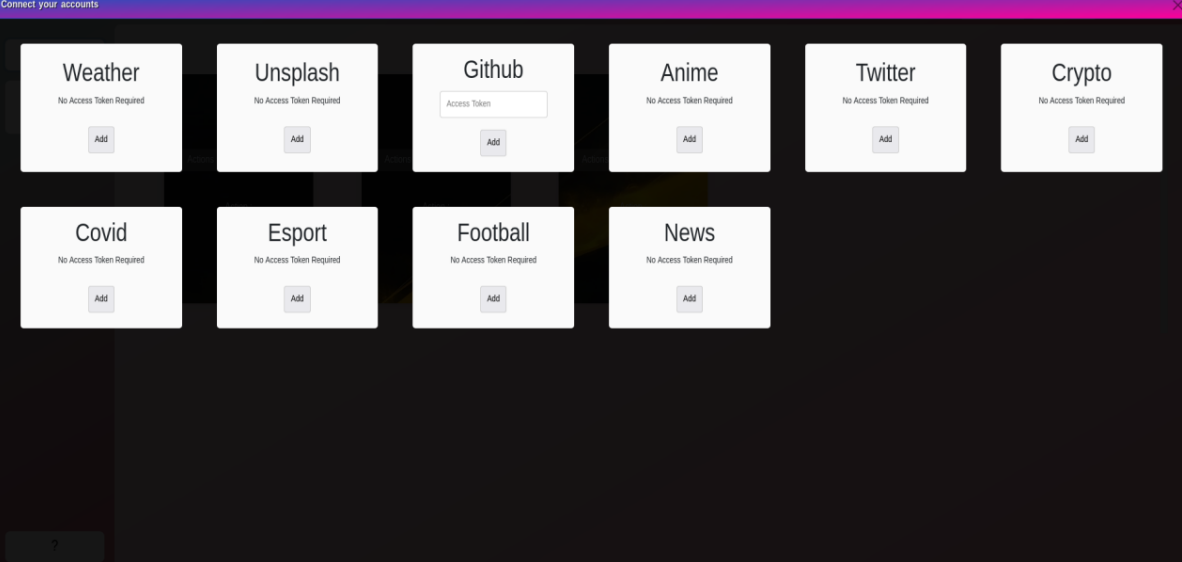 Connect your accounts
Weather
No Access Token Required
Add
Unsplash
No Access Token Required
Add
Github
Access Token
Add
Anime
No Access Token Required
Add
Twitter
No Access Token Required
Add
Crypto
No Access Token Required
Add
Covid
No Access Token Required
Add
Esport
No Access Token Required
Add
Football
No Access Token Required
Add
News
No Access Token Required
Add
?